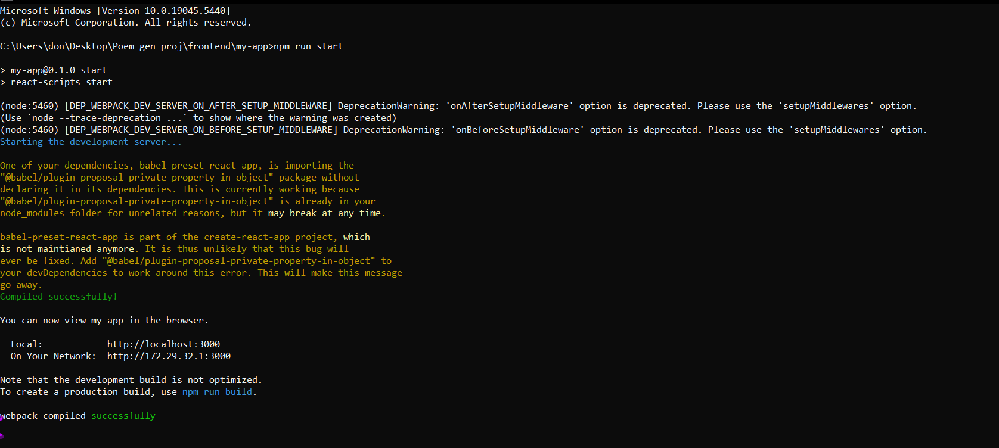 Microsoft Windows [Version 10.0.19045.5440]
(c) Microsoft Corporation. All rights reserved.
C:\Users\don\Desktop\Poem gen proj\frontend\my-app>npm run start
> my-app@0.1.0 start
> react-scripts start
(node:5460) [DEP_WEBPACK_DEV_SERVER_ON_AFTER_SETUP_MIDDLEWARE] DeprecationWarning: 'onAfterSetupMiddleware' option is deprecated. Please use the 'setupMiddlewares' option.
(Use `node --trace-deprecation ...` to show where the warning was created)
(node:5460) [DEP_WEBPACK_DEV_SERVER_ON_BEFORE_SETUP_MIDDLEWARE] DeprecationWarning: 'onBeforeSetupMiddleware' option is deprecated. Please use the 'setupMiddlewares' option.
Starting the development server...
One of your dependencies, babel-preset-react-app, is importing the
"@babel/plugin-proposal-private-property-in-object" package without
declaring it in its dependencies. This is currently working because
"@babel/plugin-proposal-private-property-in-object" is already in your
node_modules folder for unrelated reasons, but it may break at any time.
babel-preset-react-app is part of the create-react-app project, which
is not maintianed anymore. It is thus unlikely that this bug will
ever be fixed. Add "@babel/plugin-proposal-private-property-in-object" to
your devDependencies to work around this error. This will make this message
go away.
Compiled successfully!
You can now view my-app in the browser.
Local: http://localhost:3000
On Your Network: http://172.29.32.1:3000
Note that the development build is not optimized.
To create a production build, use npm run build.
webpack compiled successfully